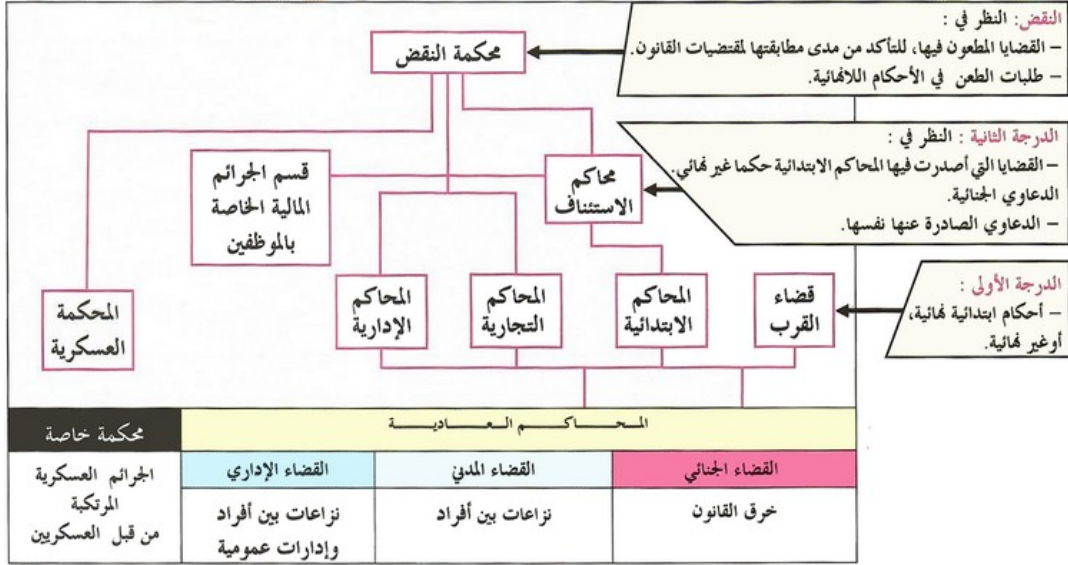 النقض: النظر في :
– القضايا المطعون فيها، للتأكد من مدى مطابقتها لمقتضيات القانون.
– طلبات الطعن في الأحكام اللانهائية.
محكمة النقض
الدرجة الثانية : النظر في :
– القضايا التي أصدرت فيها المحاكم الابتدائية حكما غير نهائي.
الدعاوي الجنائية.
– الدعاوي الصادرة عنها نفسها.
محاكم
الاستئناف
قسم الجرائم
المالية الخاصة
بالموظفين
الدرجة الأولى :
– أحكام ابتدائية نهائية،
أوغير نهائية.
قضاء
القرب
المحاكم
الابتدائية
المحاكم
التجارية
المحاكم
الإدارية
المحكمة
العسكرية
المحاكم العادية
محكمة خاصة
القضاء الجنائي
القضاء المدني
القضاء الإداري
خرق القانون
نزاعات بين أفراد
نزاعات بين أفراد
وإدارات عمومية
الجرائم العسكرية
المرتكبة
من قبل العسكريين